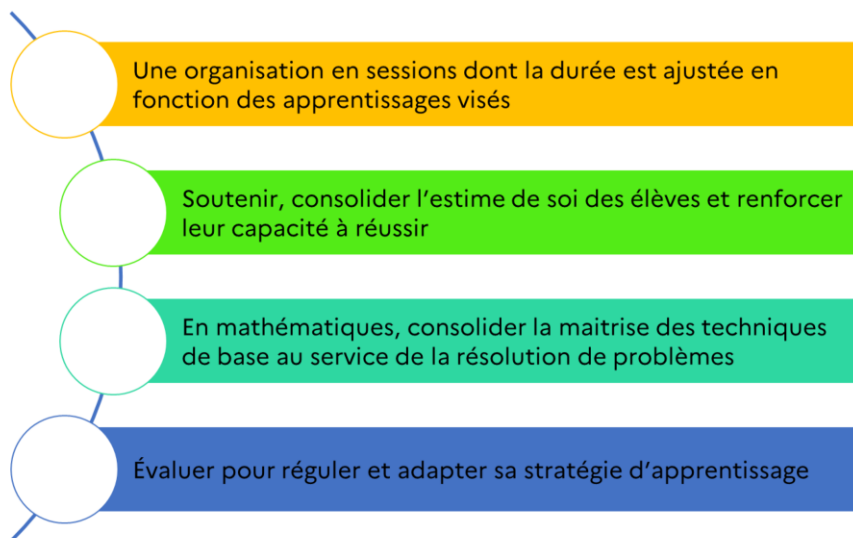 Une organisation en sessions dont la durée est ajustée en
fonction des apprentissages visés
Soutenir, consolider l’estime de soi des élèves et renforcer
leur capacité à réussir
En mathématiques, consolider la maitrise des techniques
de base au service de la résolution de problèmes
Évaluer pour réguler et adapter sa stratégie d’apprentissage